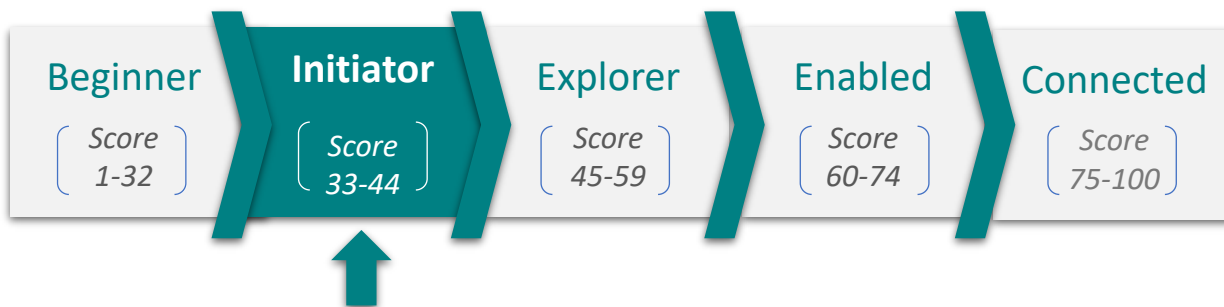 Beginner
Score
1-32
Initiator
Score
33-44
Explorer
Score
45-59
Enabled
Score
60-74
Connected
Score
75-100